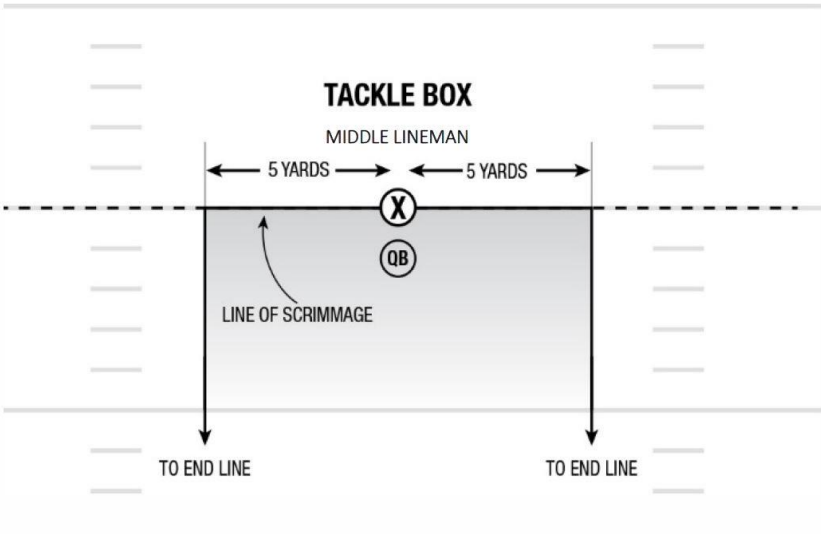 TACKLE BOX
MIDDLE LINEMAN
5 YARDS 5 YARDS
X
QB
LINE OF SCRIMMAGE
TO END LINE TO END LINE